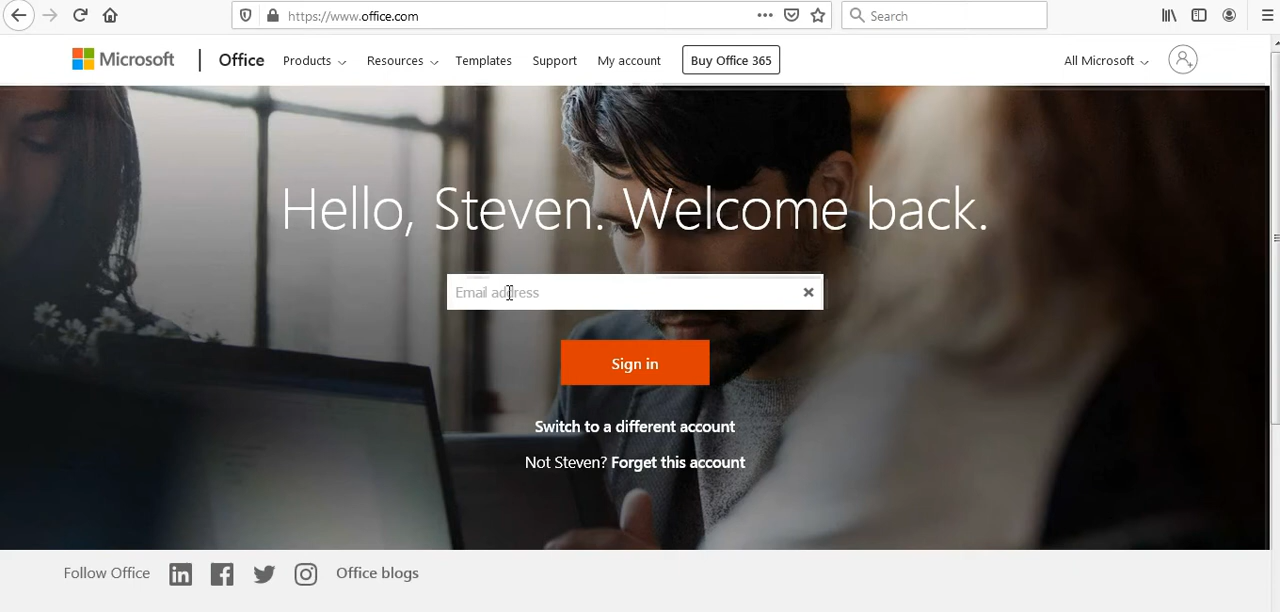 https://www.office.com
Search
Microsoft
Office
Products
Resources
Templates
Support
My account
Buy Office 365
All Microsoft
Hello, Steven. Welcome back.
Email address
Sign in
Switch to a different account
Not Steven? Forget this account
Follow Office
Office blogs